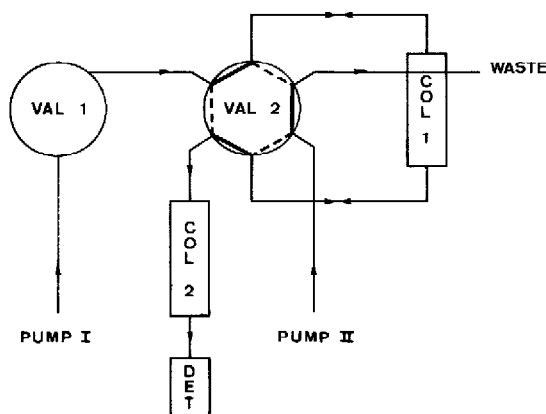 WASTE
VAL 1
VAL 2
COL 1
COL 2
PUMP I
PUMP II
DET